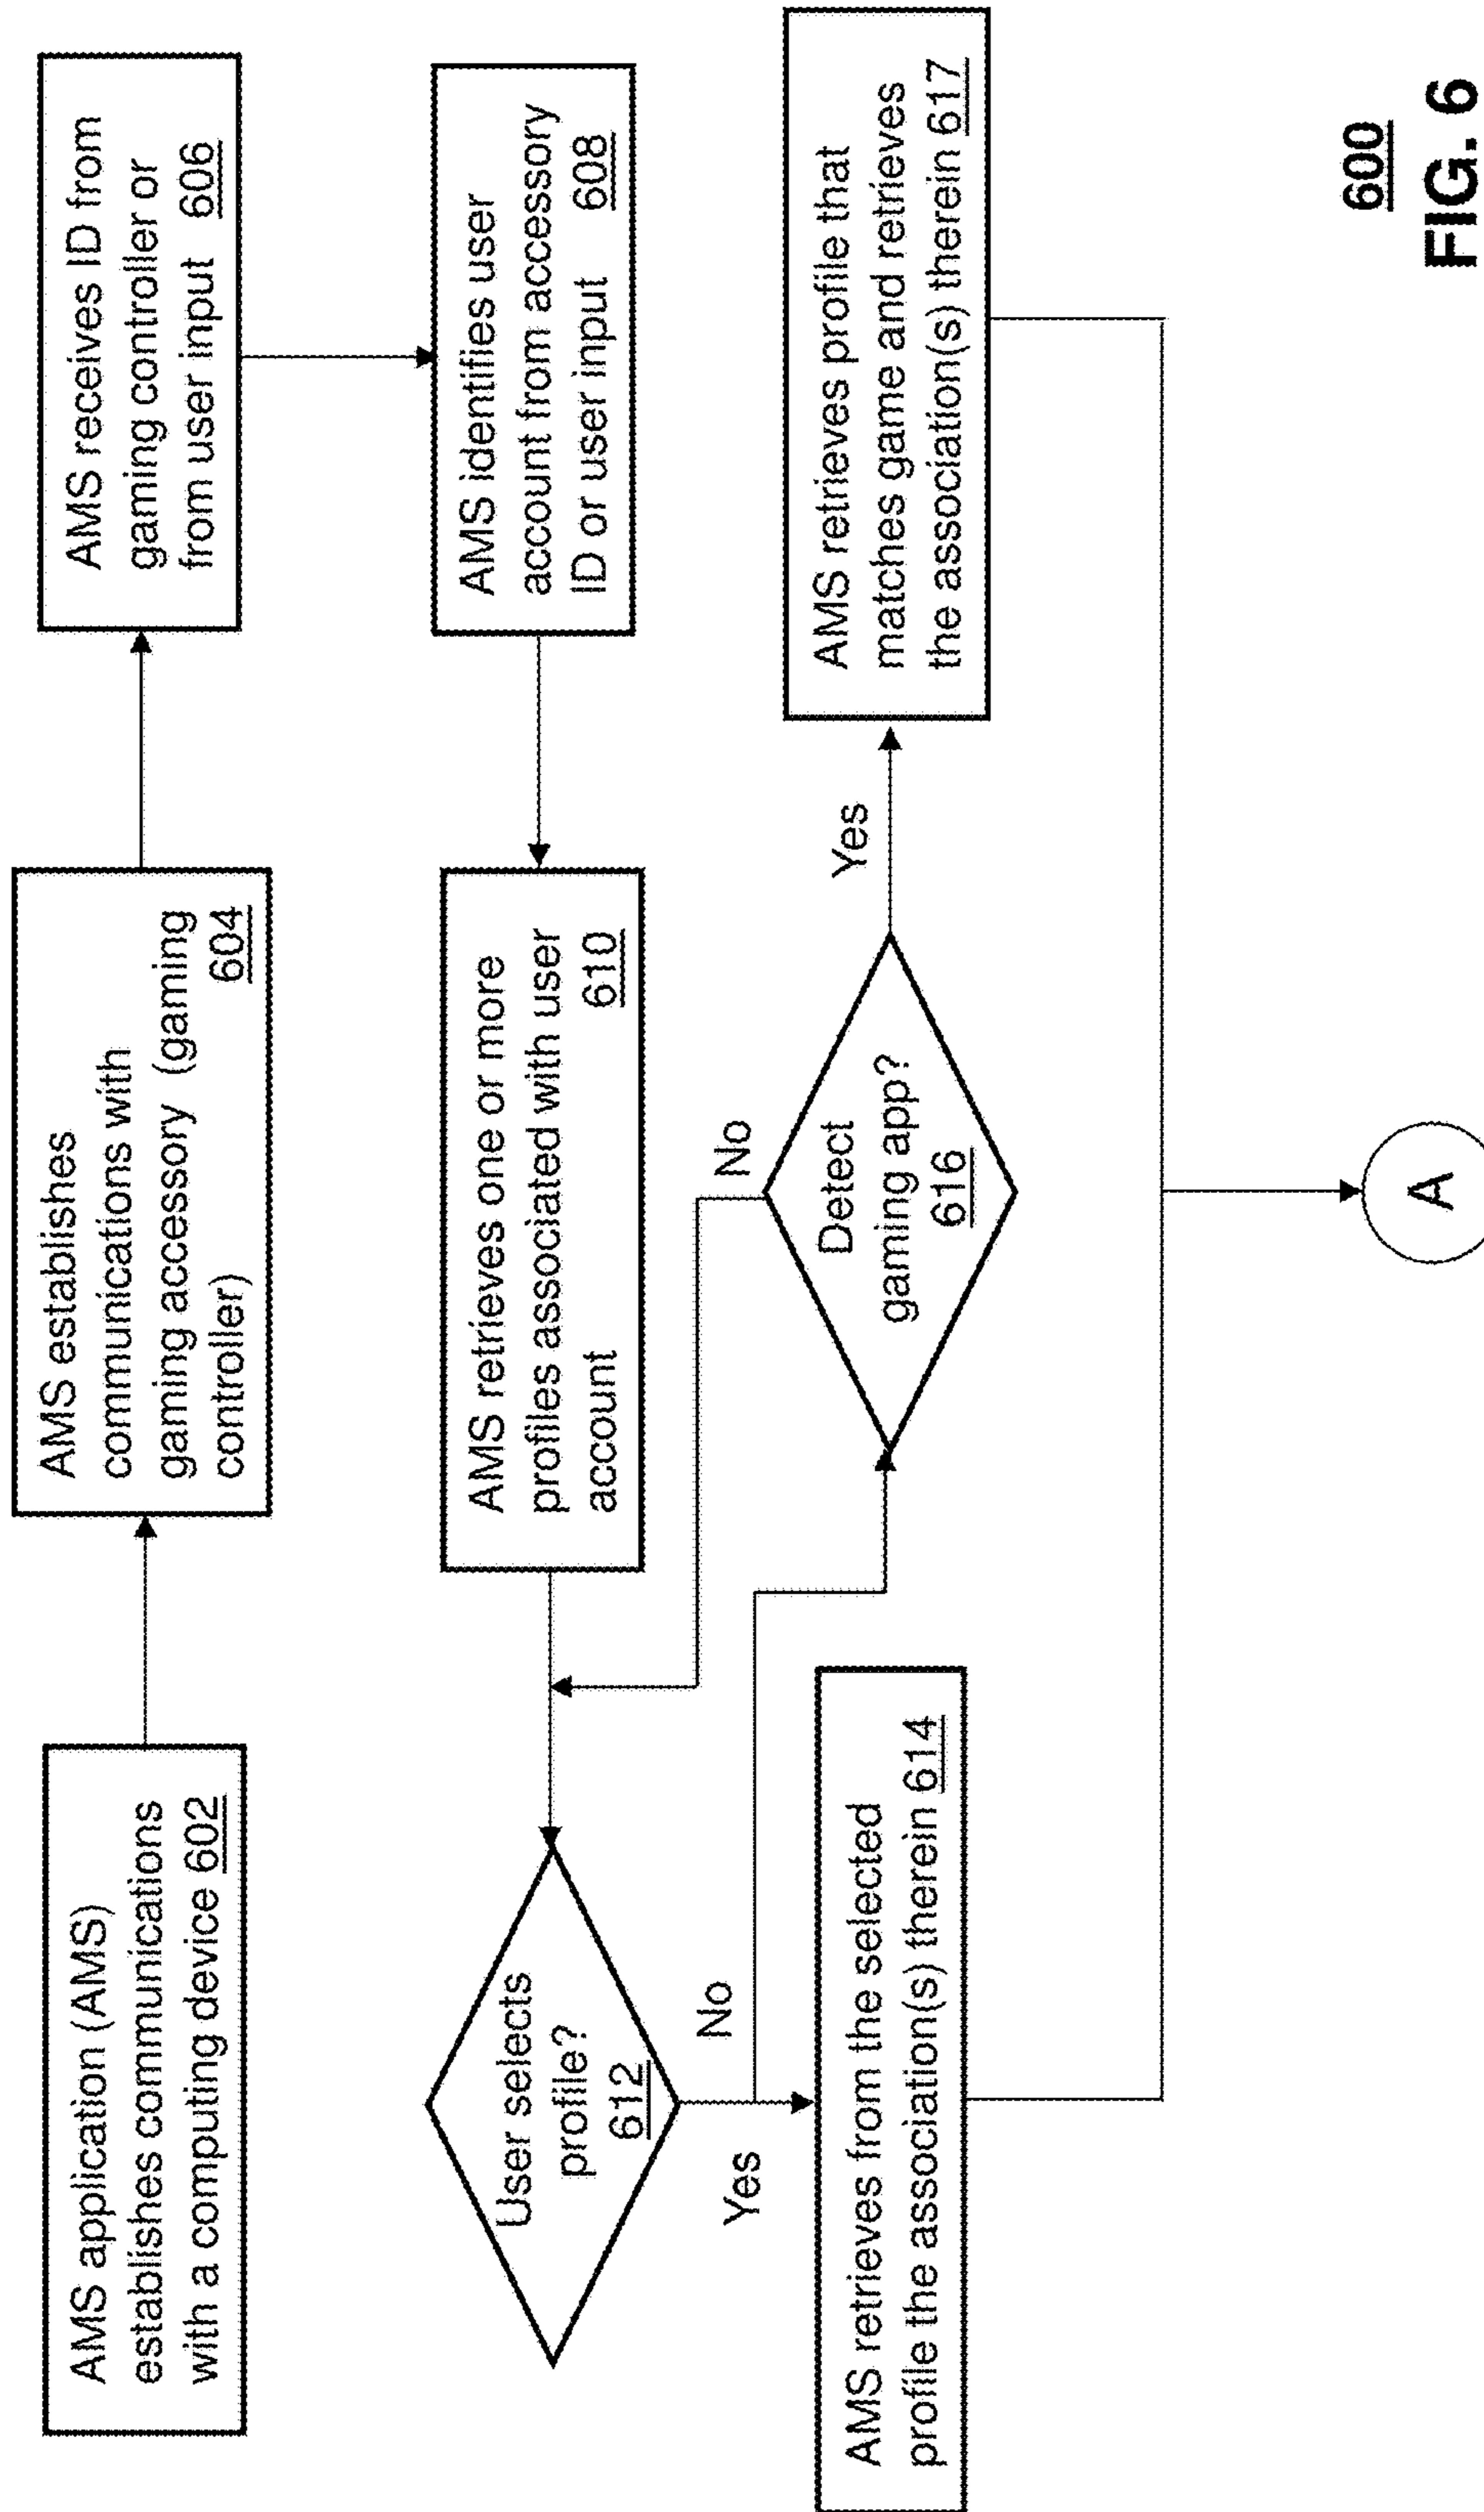 AMS application (AMS)
establishes communications
with a computing device 602
AMS establishes
communications with
gaming accessory (gaming
controller) 604
AMS receives ID from
gaming controller or
from user input 606
AMS identifies user
account from accessory
ID or user input 608
AMS retrieves one or more
profiles associated with user
account 610
User selects
profile?
612
No
Yes
AMS retrieves from the selected
profile the association(s) therein 614
Detect
gaming app?
616
No
Yes
AMS retrieves profile that
matches game and retrieves
the association(s) therein 617
A
600
FIG. 6